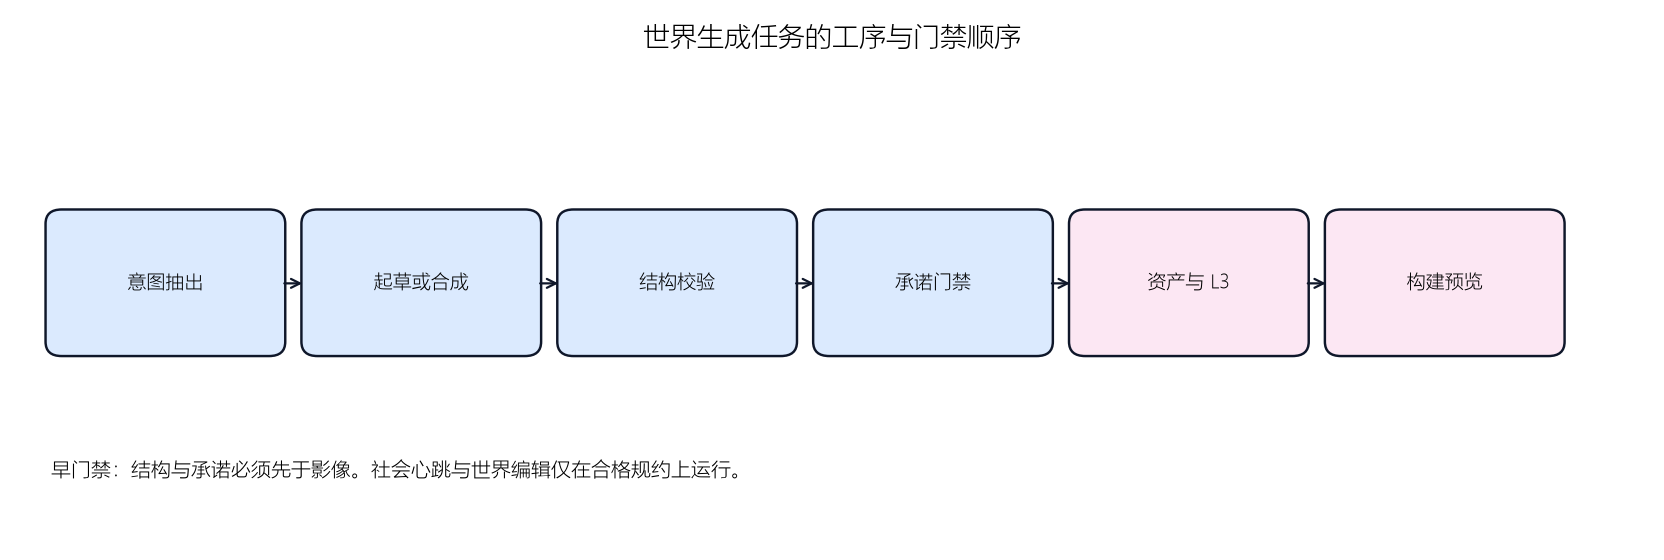 世界生成任务的工序与门禁顺序
意图抽出
起草或合成
结构校验
承诺门禁
资产与 L3
构建预览
早门禁：结构与承诺必须先于影像。社会心跳与世界编辑仅在合格规约上运行。